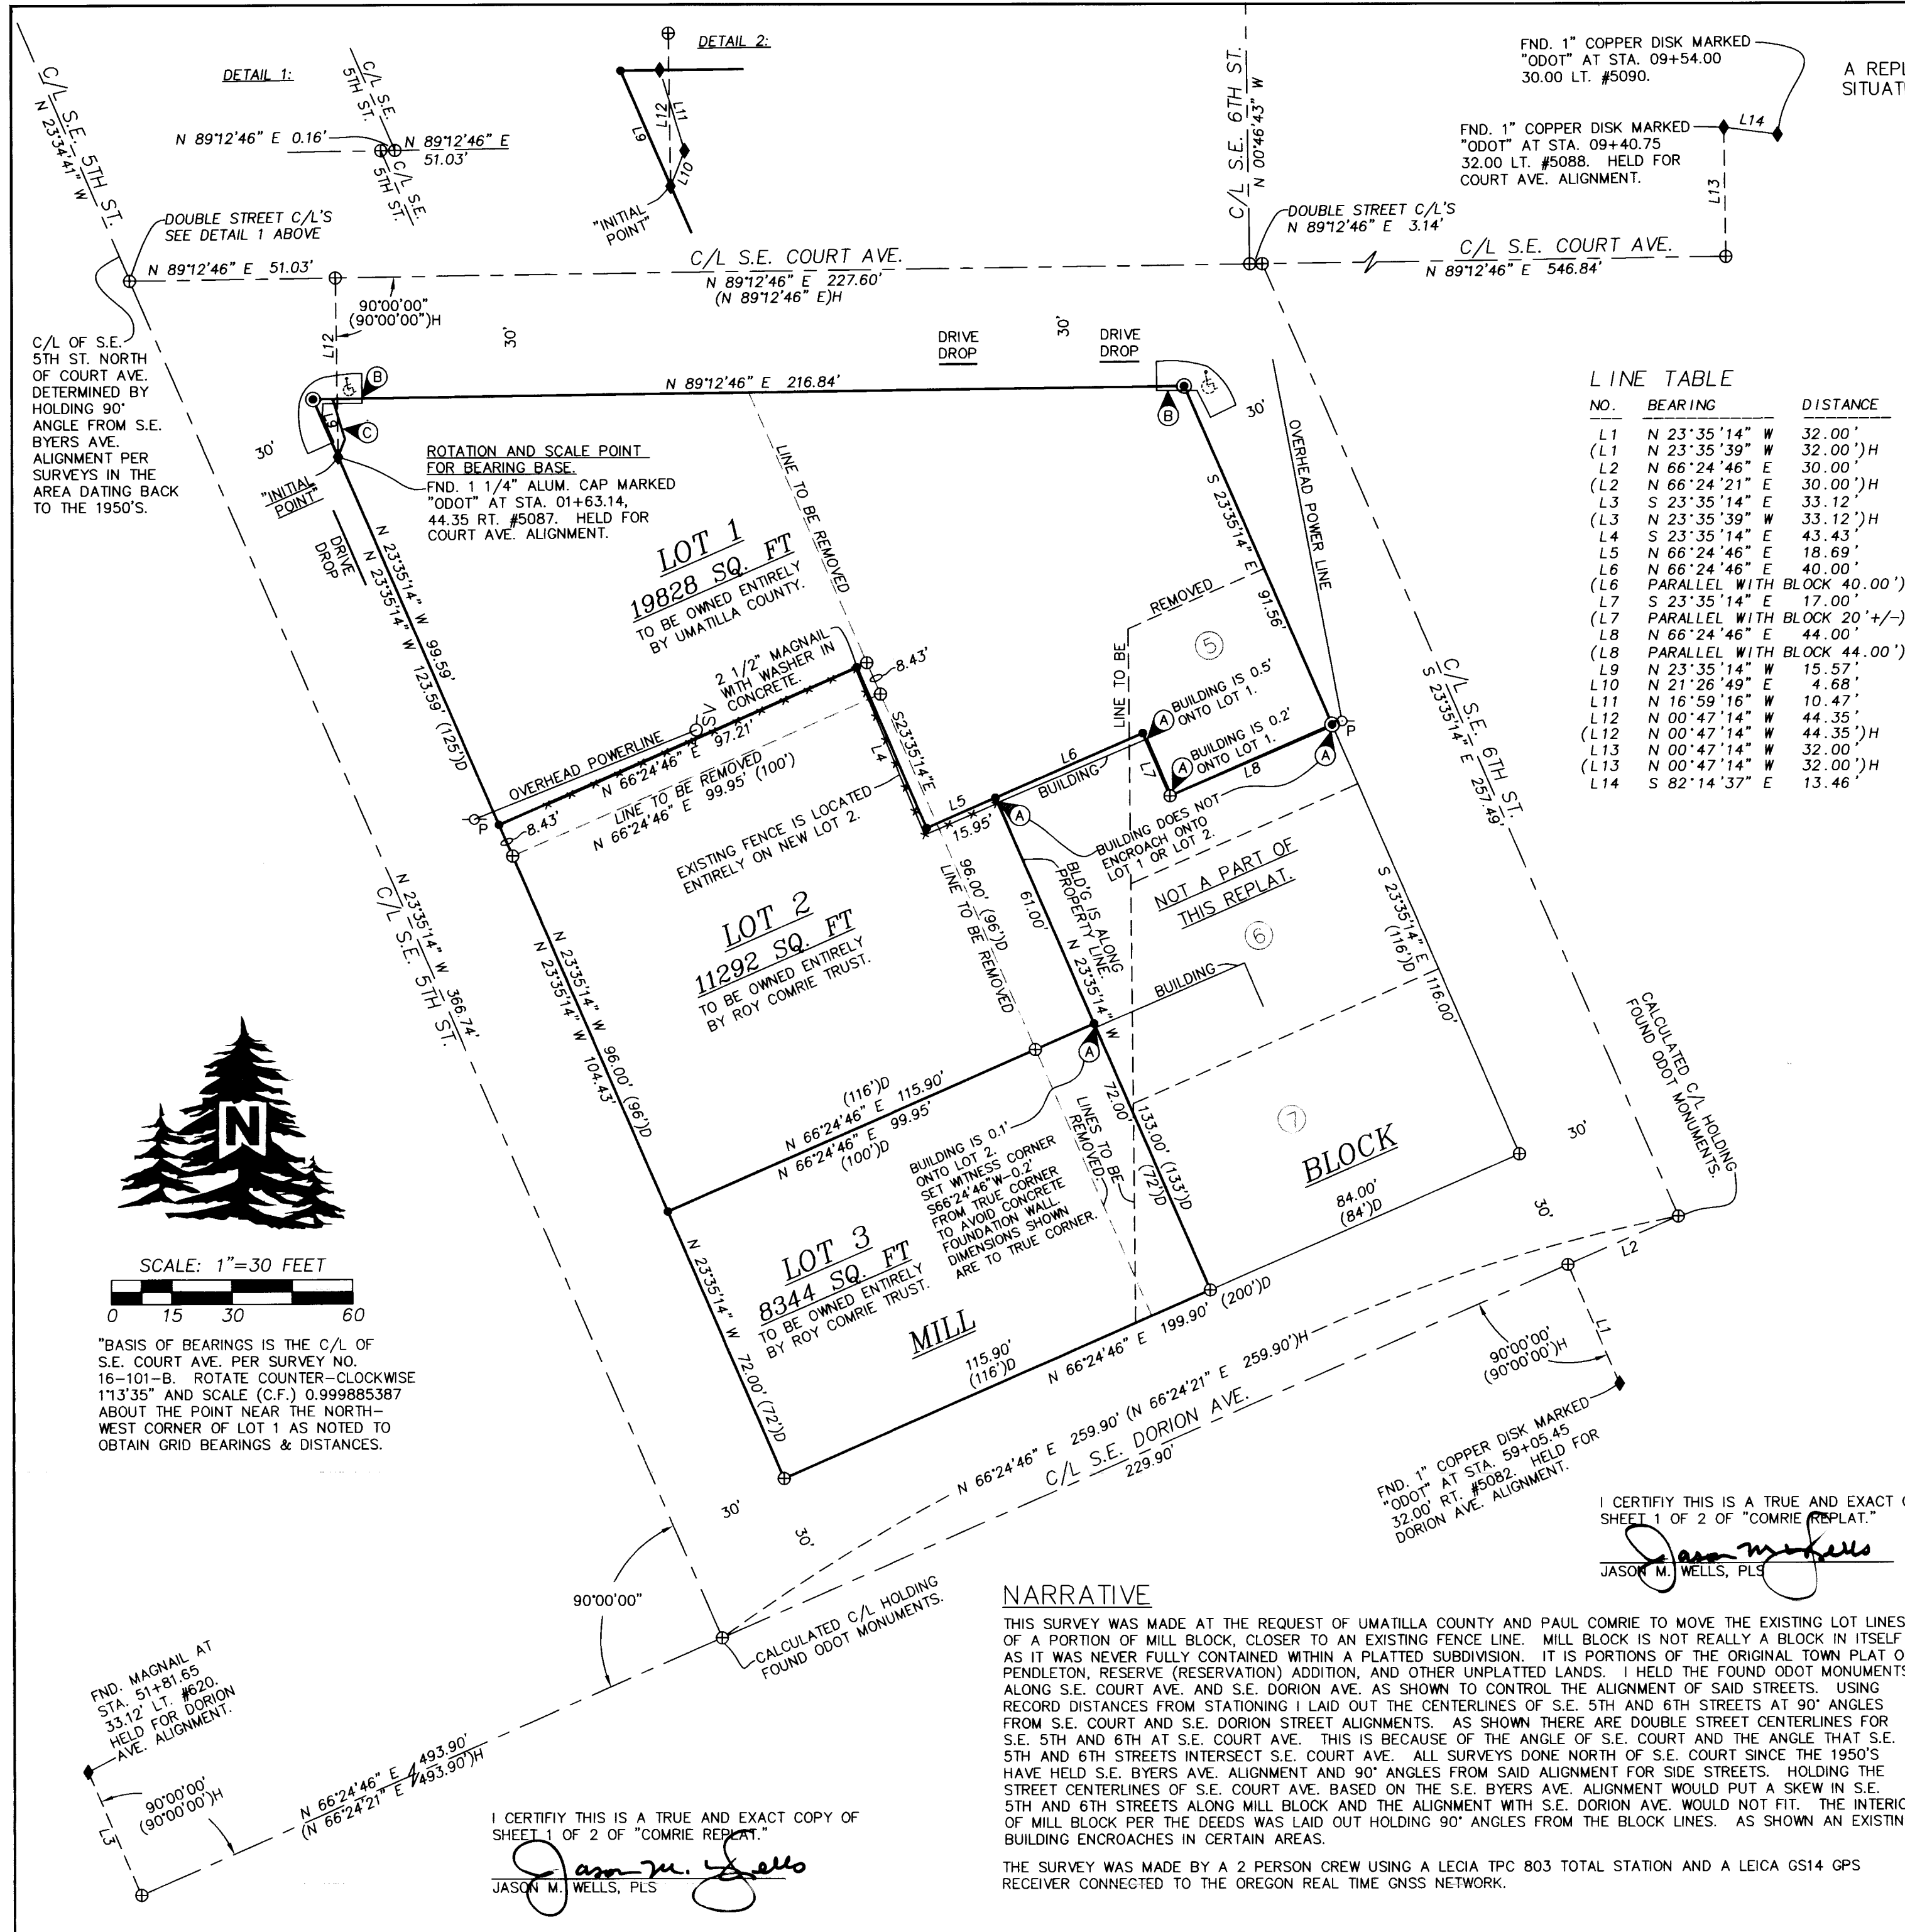 DETAIL 1:
C/L S.E.
5TH ST.
N 89°12'46" E 0.16'
N 89°12'46" E
51.03'
C/L S.E.
5TH ST.
DETAIL 2:
L12
L11
L9
L10
"INITIAL
POINT"
C/L S.E. 5TH ST.
N 23°34'41" W
DOUBLE STREET C/L'S
SEE DETAIL 1 ABOVE
N 89°12'46" E 51.03'
C/L S.E. COURT AVE.
N 89°12'46" E 227.60'
(N 89°12'46" E)H
90°00'00"
(90°00'00")H
L12
C/L S.E. 6TH ST.
N 00°46'43" W
DOUBLE STREET C/L'S
N 89°12'46" E 3.14'
C/L S.E. COURT AVE.
N 89°12'46" E 546.84'
FND. 1" COPPER DISK MARKED
"ODOT" AT STA. 09+54.00
30.00 LT. #5090.
FND. 1" COPPER DISK MARKED
"ODOT" AT STA. 09+40.75
32.00 LT. #5088. HELD FOR
COURT AVE. ALIGNMENT.
L14
L13
A REPL
SITUAT
C/L OF S.E.
5TH ST. NORTH
OF COURT AVE.
DETERMINED BY
HOLDING 90°
ANGLE FROM S.E.
BYERS AVE.
ALIGNMENT PER
SURVEYS IN THE
AREA DATING BACK
TO THE 1950'S.
30'
30'
DRIVE
DROP
DRIVE
DROP
N 89°12'46" E 216.84'
B
B
C
L9
30'
30'
"INITIAL
POINT"
DRIVE
DROP
ROTATION AND SCALE POINT
FOR BEARING BASE.
FND. 1 1/4" ALUM. CAP MARKED
"ODOT" AT STA. 01+63.14,
44.35 RT. #5087. HELD FOR
COURT AVE. ALIGNMENT.
LINE TO BE REMOVED
OVERHEAD POWER LINE
S 23°35'14" E 91.56'
LOT 1
19828 SQ. FT
TO BE OWNED ENTIRELY
BY UMATILLA COUNTY.
2 1/2" MAGNAIL
WITH WASHER IN
CONCRETE.
8.43'
N 23°35'14" W 99.59'
N 23°35'14" W 123.59' (125')D
OVERHEAD POWERLINE
SV
N 66°24'46" E 97.21'
LINE TO BE REMOVED
N 66°24'46" E 99.95' (100')
P
8.43'
S23°35'14"E
L4
L5
15.95'
L6
BUILDING
L7
L8
LINE TO BE
REMOVED
5
A
BUILDING IS 0.5'
ONTO LOT 1.
A
BUILDING IS 0.2'
ONTO LOT 1.
A
A
P
BUILDING DOES NOT
ENCROACH ONTO
LOT 1 OR LOT 2.
EXISTING FENCE IS LOCATED
ENTIRELY ON NEW LOT 2.
LOT 2
11292 SQ. FT
TO BE OWNED ENTIRELY
BY ROY COMRIE TRUST.
96.00' (96')D
LINE TO BE REMOVED
61.00'
N 23°35'14" W
BLD'G IS ALONG
PROPERTY LINE.
NOT A PART OF
THIS REPLAT.
6
BUILDING
S 23°35'14" E 116.00'
(116')D
C/L S.E. 6TH ST.
S 23°35'14" E 257.49'
LINE TABLE
NO. BEARING DISTANCE
L1 N 23°35'14" W 32.00'
(L1 N 23°35'39" W 32.00')H
L2 N 66°24'46" E 30.00'
(L2 N 66°24'21" E 30.00')H
L3 S 23°35'14" E 33.12'
(L3 N 23°35'39" W 33.12')H
L4 S 23°35'14" E 43.43'
L5 N 66°24'46" E 18.69'
L6 N 66°24'46" E 40.00'
(L6 PARALLEL WITH BLOCK 40.00')
L7 S 23°35'14" E 17.00'
(L7 PARALLEL WITH BLOCK 20'+/-)
L8 N 66°24'46" E 44.00'
(L8 PARALLEL WITH BLOCK 44.00')
L9 N 23°35'14" W 15.57'
L10 N 21°26'49" E 4.68'
L11 N 16°59'16" W 10.47'
L12 N 00°47'14" W 44.35'
(L12 N 00°47'14" W 44.35')H
L13 N 00°47'14" W 32.00'
(L13 N 00°47'14" W 32.00')H
L14 S 82°14'37" E 13.46'
N 23°35'14" W 366.74'
C/L S.E. 5TH ST.
N 23°35'14" W 96.00' (96')D
N 23°35'14" W 104.43'
(116')D
N 66°24'46" E 115.90'
N 66°24'46" E 99.95'
(100')D
A
BUILDING IS 0.1'
ONTO LOT 2.
SET WITNESS CORNER
S66°24'46"W-0.2'
FROM TRUE CORNER
TO AVOID CONCRETE
FOUNDATION WALL.
DIMENSIONS SHOWN
ARE TO TRUE CORNER.
72.00'
(72')D
133.00' (133')D
LINES TO BE
REMOVED
7
BLOCK
84.00'
(84')D
30'
30'
CALCULATED C/L HOLDING
FOUND ODOT MONUMENTS.
N
SCALE: 1"=30 FEET
0 15 30 60
"BASIS OF BEARINGS IS THE C/L OF
S.E. COURT AVE. PER SURVEY NO.
16-101-B. ROTATE COUNTER-CLOCKWISE
1°13'35" AND SCALE (C.F.) 0.999885387
ABOUT THE POINT NEAR THE NORTH-
WEST CORNER OF LOT 1 AS NOTED TO
OBTAIN GRID BEARINGS & DISTANCES.
LOT 3
8344 SQ. FT
TO BE OWNED ENTIRELY
BY ROY COMRIE TRUST.
MILL
N 23°35'14" W 72.00' (72')D
115.90'
(116')D
N 66°24'46" E 199.90' (200')D
30'
30'
N 66°24'46" E 259.90' (N 66°24'21" E 259.90')H
C/L S.E. DORION AVE.
229.90'
L2
L1
90°00'00'
(90°00'00')H
FND. 1" COPPER DISK MARKED
"ODOT" AT STA. 59+05.45
32.00' RT. #5082. HELD FOR
DORION AVE. ALIGNMENT.
90°00'00"
CALCULATED C/L HOLDING
FOUND ODOT MONUMENTS.
FND. MAGNAIL AT
STA. 51+81.65
33.12' LT. #620.
HELD FOR DORION
AVE. ALIGNMENT.
90°00'00'
(90°00'00')H
L3
N 66°24'46" E 493.90'
(N 66°24'21" E 493.90')H
I CERTIFIY THIS IS A TRUE AND EXACT COPY OF
SHEET 1 OF 2 OF "COMRIE REPLAT."
Jason M. Wells
JASON M. WELLS, PLS
I CERTIFIY THIS IS A TRUE AND EXACT
SHEET 1 OF 2 OF "COMRIE REPLAT."
Jason M Wells
JASON M. WELLS, PLS
NARRATIVE
THIS SURVEY WAS MADE AT THE REQUEST OF UMATILLA COUNTY AND PAUL COMRIE TO MOVE THE EXISTING LOT LINES
OF A PORTION OF MILL BLOCK, CLOSER TO AN EXISTING FENCE LINE. MILL BLOCK IS NOT REALLY A BLOCK IN ITSELF
AS IT WAS NEVER FULLY CONTAINED WITHIN A PLATTED SUBDIVISION. IT IS PORTIONS OF THE ORIGINAL TOWN PLAT O
PENDLETON, RESERVE (RESERVATION) ADDITION, AND OTHER UNPLATTED LANDS. I HELD THE FOUND ODOT MONUMENTS
ALONG S.E. COURT AVE. AND S.E. DORION AVE. AS SHOWN TO CONTROL THE ALIGNMENT OF SAID STREETS. USING
RECORD DISTANCES FROM STATIONING I LAID OUT THE CENTERLINES OF S.E. 5TH AND 6TH STREETS AT 90° ANGLES
FROM S.E. COURT AND S.E. DORION STREET ALIGNMENTS. AS SHOWN THERE ARE DOUBLE STREET CENTERLINES FOR
S.E. 5TH AND 6TH AT S.E. COURT AVE. THIS IS BECAUSE OF THE ANGLE OF S.E. COURT AND THE ANGLE THAT S.E.
5TH AND 6TH STREETS INTERSECT S.E. COURT AVE. ALL SURVEYS DONE NORTH OF S.E. COURT SINCE THE 1950'S
HAVE HELD S.E. BYERS AVE. ALIGNMENT AND 90° ANGLES FROM SAID ALIGNMENT FOR SIDE STREETS. HOLDING THE
STREET CENTERLINES OF S.E. COURT AVE. BASED ON THE S.E. BYERS AVE. ALIGNMENT WOULD PUT A SKEW IN S.E.
5TH AND 6TH STREETS ALONG MILL BLOCK AND THE ALIGNMENT WITH S.E. DORION AVE. WOULD NOT FIT. THE INTERIO
OF MILL BLOCK PER THE DEEDS WAS LAID OUT HOLDING 90° ANGLES FROM THE BLOCK LINES. AS SHOWN AN EXISTIN
BUILDING ENCROACHES IN CERTAIN AREAS.
THE SURVEY WAS MADE BY A 2 PERSON CREW USING A LECIA TPC 803 TOTAL STATION AND A LEICA GS14 GPS
RECEIVER CONNECTED TO THE OREGON REAL TIME GNSS NETWORK.